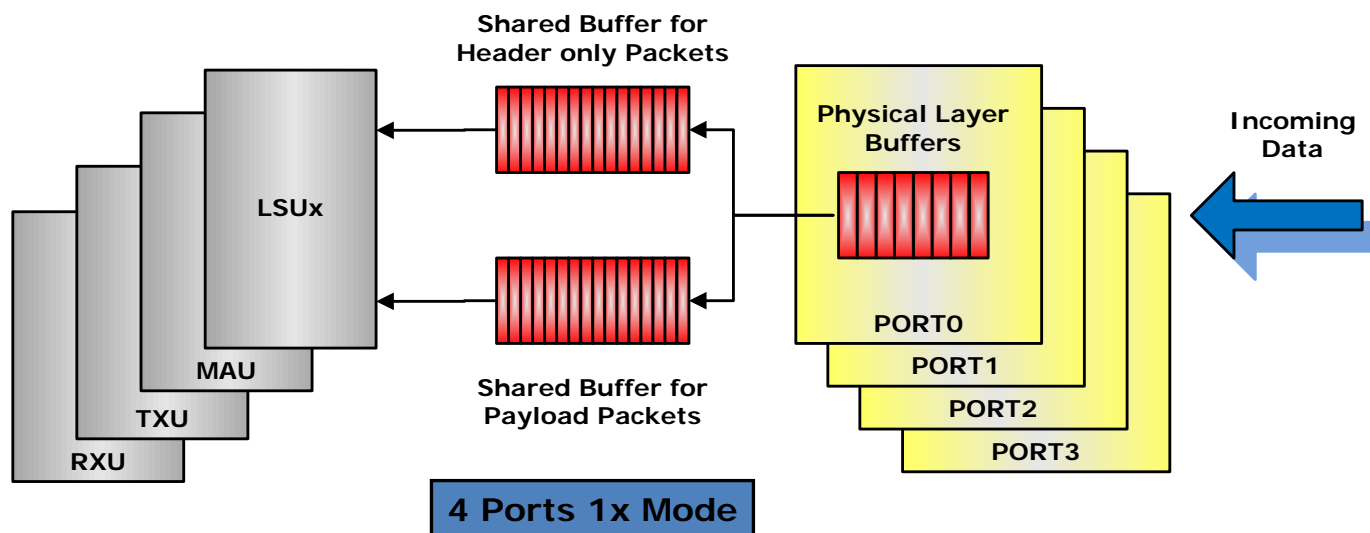 Shared Buffer for
Header only Packets
Physical Layer
Buffers
Incoming
Data
LSUx
PORT0
MAU
PORT1
Shared Buffer for
Payload Packets
TXU
PORT2
RXU
PORT3
4 Ports 1x Mode